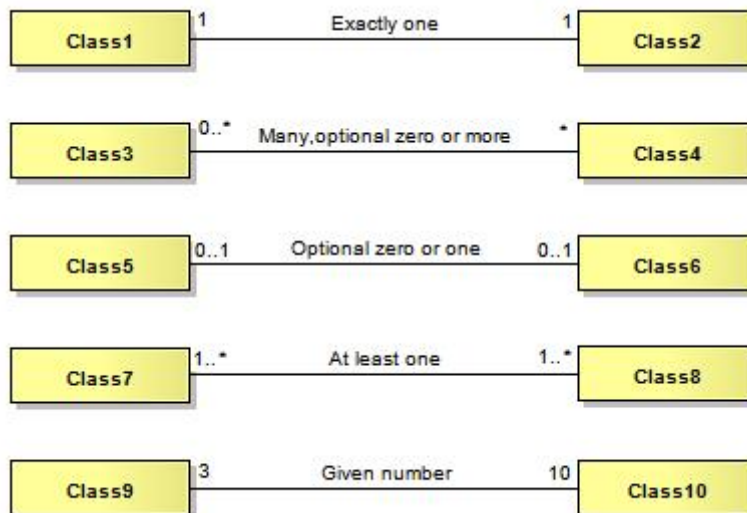 Class1 1 Exactly one 1 Class2
Class3 0..* Many,optional zero or more * Class4
Class5 0..1 Optional zero or one 0..1 Class6
Class7 1..* At least one 1..* Class8
Class9 3 Given number 10 Class10